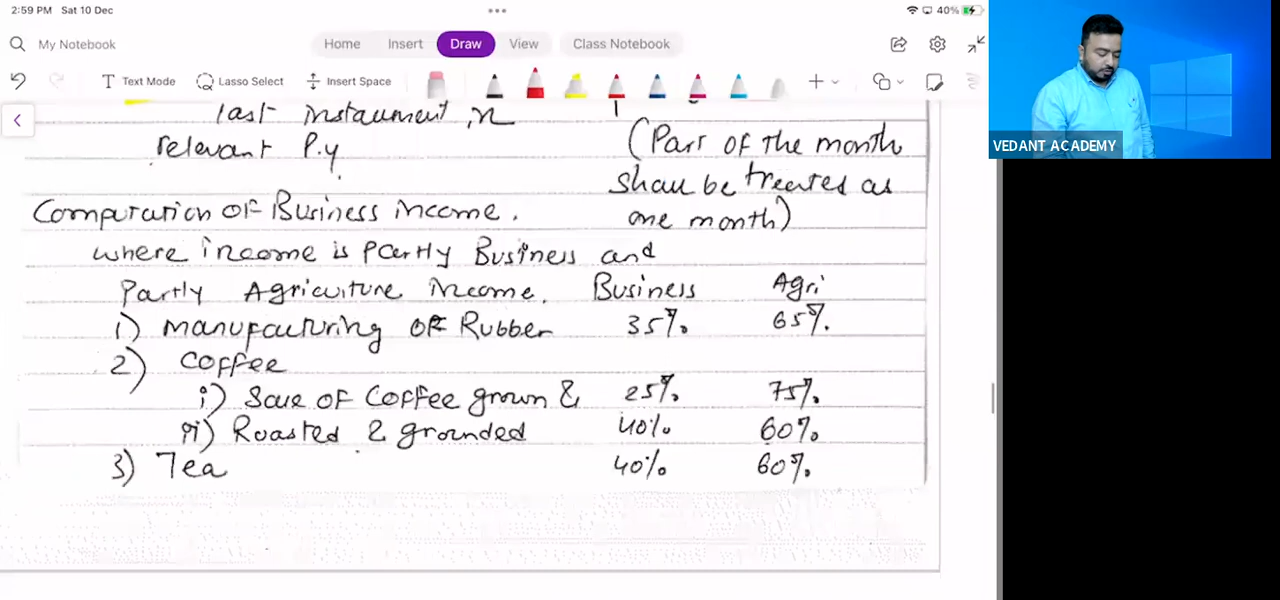 2:59 PM Sat 10 Dec
40%
My Notebook
Home Insert Draw View Class Notebook
Text Mode Lasso Select Insert Space
last instaument in
relevant P.y
(Part of the month
shall be treated as
one month)
Computation of Business income.
where income is partly Business and
Partly Agriculture income. Business Agri
1) Manufacturing of Rubber 35% 65%
2) Coffee
i) Sale of Coffee grown & 25% 75%
ii) Roasted & grounded 40% 60%
3) Tea 40% 60%
VEDANT ACADEMY